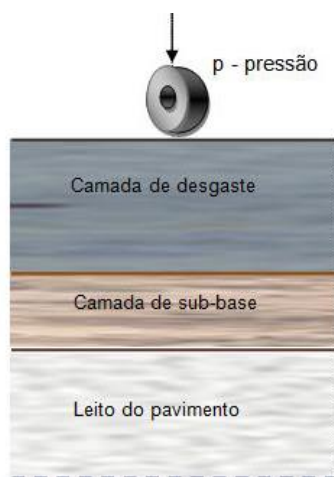 p - pressão
Camada de desgaste
Camada de sub-base
Leito do pavimento